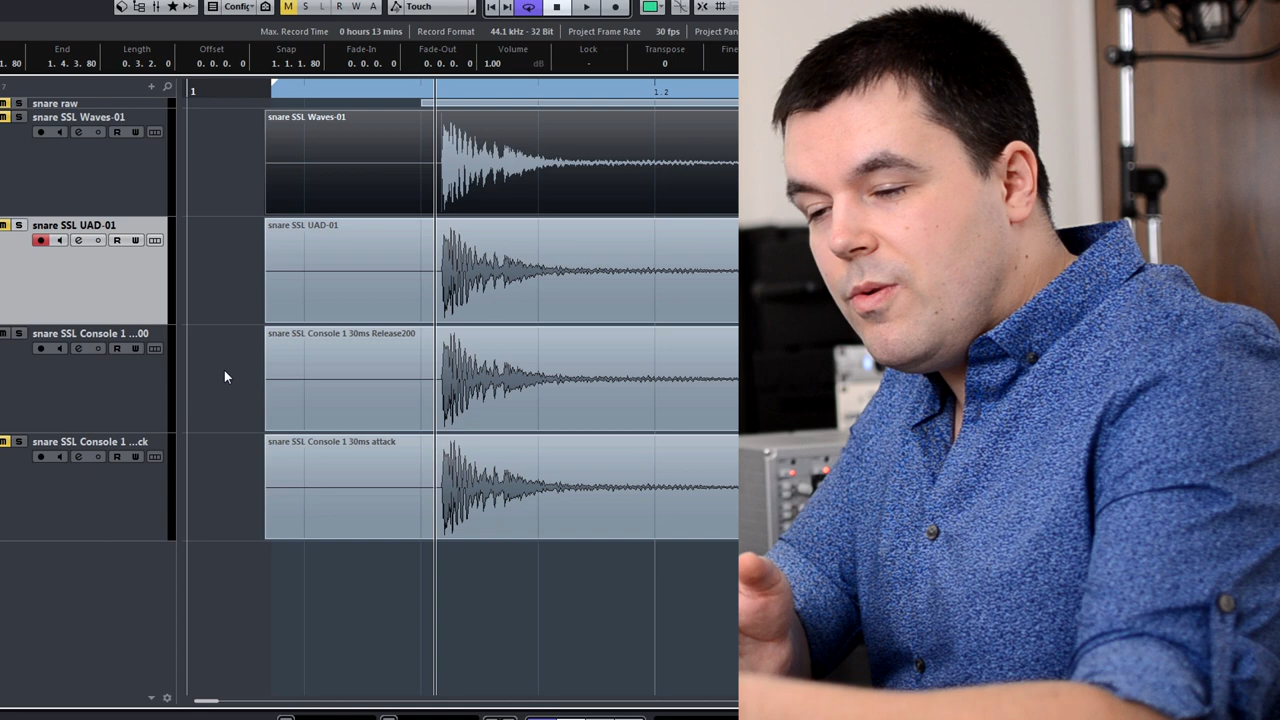 Config
M S L R W A
Touch
Max. Record Time 0 hours 13 mins Record Format 44.1 kHz - 32 Bit Project Frame Rate 30 fps Project Pan
End Length Offset Snap Fade-In Fade-Out Volume Lock Transpose Fine
1. 80 1. 4. 3. 80 0. 3. 2. 0 0. 0. 0. 0 1. 1. 1. 80 0. 0. 0. 0 0. 0. 0. 0 1.00 dB - 0
1
1. 2
S snare raw
S snare SSL Waves-01
R W
snare SSL Waves-01
m S snare SSL UAD-01
R W
snare SSL UAD-01
m S snare SSL Console 1 ...00
R W
snare SSL Console 1 30ms Release200
m S snare SSL Console 1 ...ck
R W
snare SSL Console 1 30ms attack